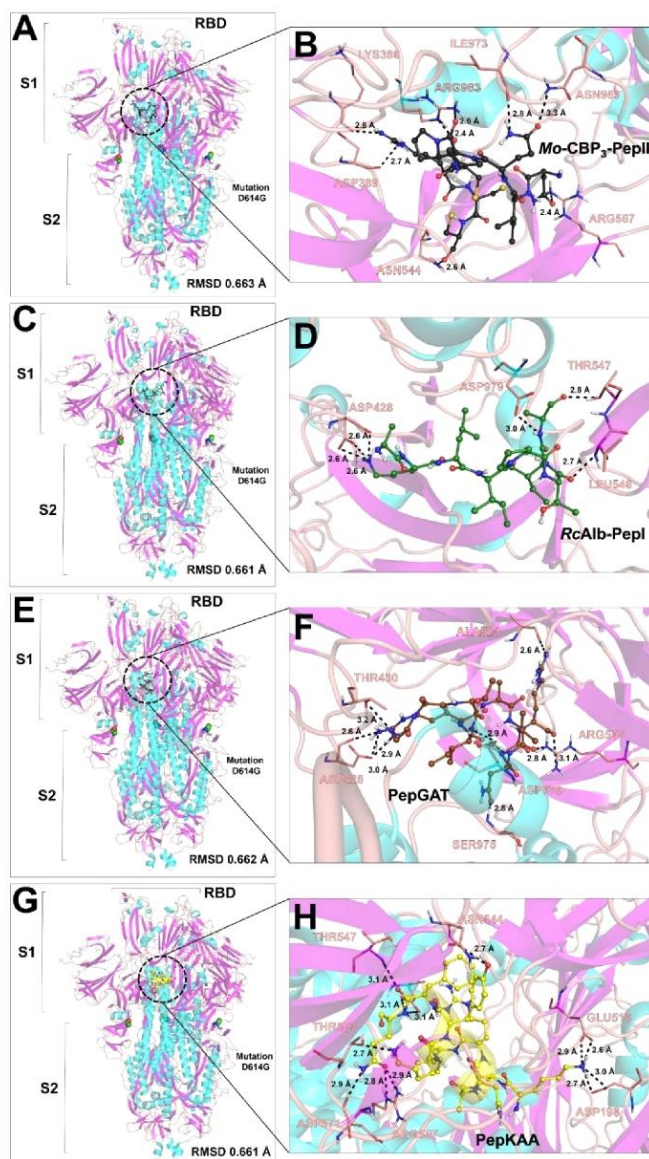 A
RBD
S1
S2
Mutation
D614G
RMSD 0.663 Å
B
ILE973
LYS386
ARG983
2.8 Å
2.0 Å
2.4 Å
2.8 Å
3.3 Å
Mo-CBP3-PepII
2.7 Å
ASP389
2.4 Å
ARG567
ASN544
2.6 Å
C
RBD
S1
S2
Mutation
D614G
RMSD 0.661 Å
D
THR547
ASP979
2.8 Å
ASP428
3.0 Å
2.6 Å
2.6 Å
2.6 Å
2.7 Å
RcAlb-PepI
E
RBD
S1
S2
Mutation
D614G
RMSD 0.662 Å
F
2.6 Å
THR430
3.2 Å
2.6 Å
2.9 Å
2.9 Å
3.0 Å
2.8 Å
3.1 Å
PepGAT
2.8 Å
SER975
G
RBD
S1
S2
Mutation
D614G
RMSD 0.661 Å
H
THR547
2.7 Å
3.1 Å
3.1 Å
3.1 Å
2.7 Å
2.9 Å
2.6 Å
2.9 Å
2.8 Å
2.9 Å
3.0 Å
2.7 Å
ASP198
PepKAA